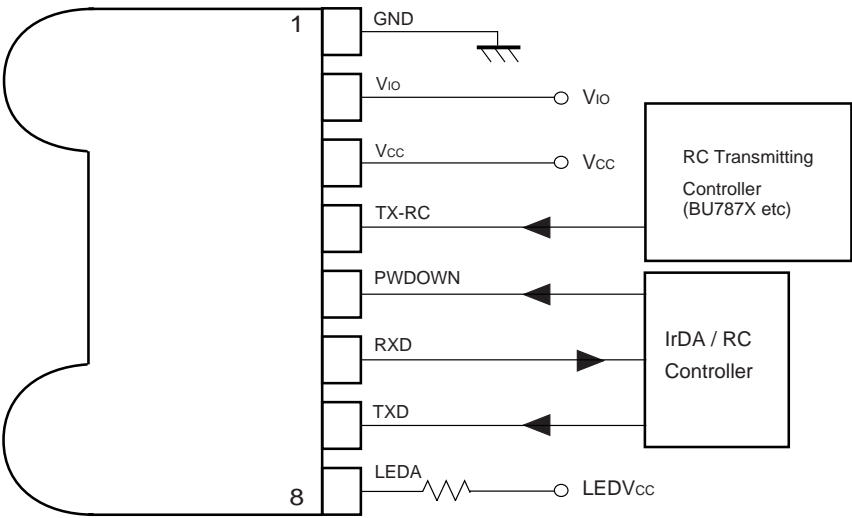 1
GND
VIO
VIO
VCC
VCC
RC Transmitting
Controller
(BU787X etc)
TX-RC
PWDOWN
RXD
IrDA / RC
Controller
TXD
LEDA
8
LEDVCC